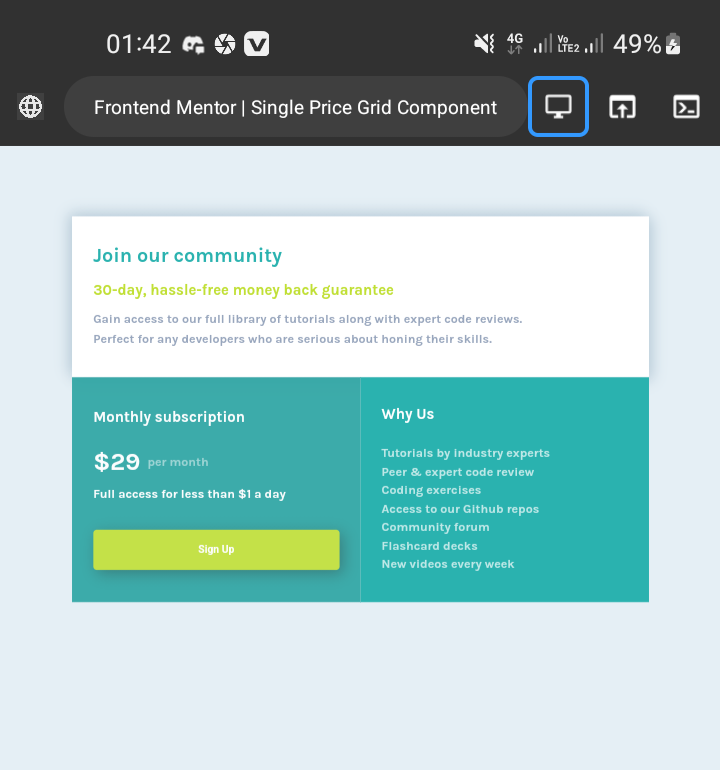 01:42
4G
Vo
LTE2
49%
Frontend Mentor | Single Price Grid Component
Join our community
30-day, hassle-free money back guarantee
Gain access to our full library of tutorials along with expert code reviews.
Perfect for any developers who are serious about honing their skills.
Monthly subscription
$29 per month
Full access for less than $1 a day
Sign Up
Why Us
Tutorials by industry experts
Peer & expert code review
Coding exercises
Access to our Github repos
Community forum
Flashcard decks
New videos every week